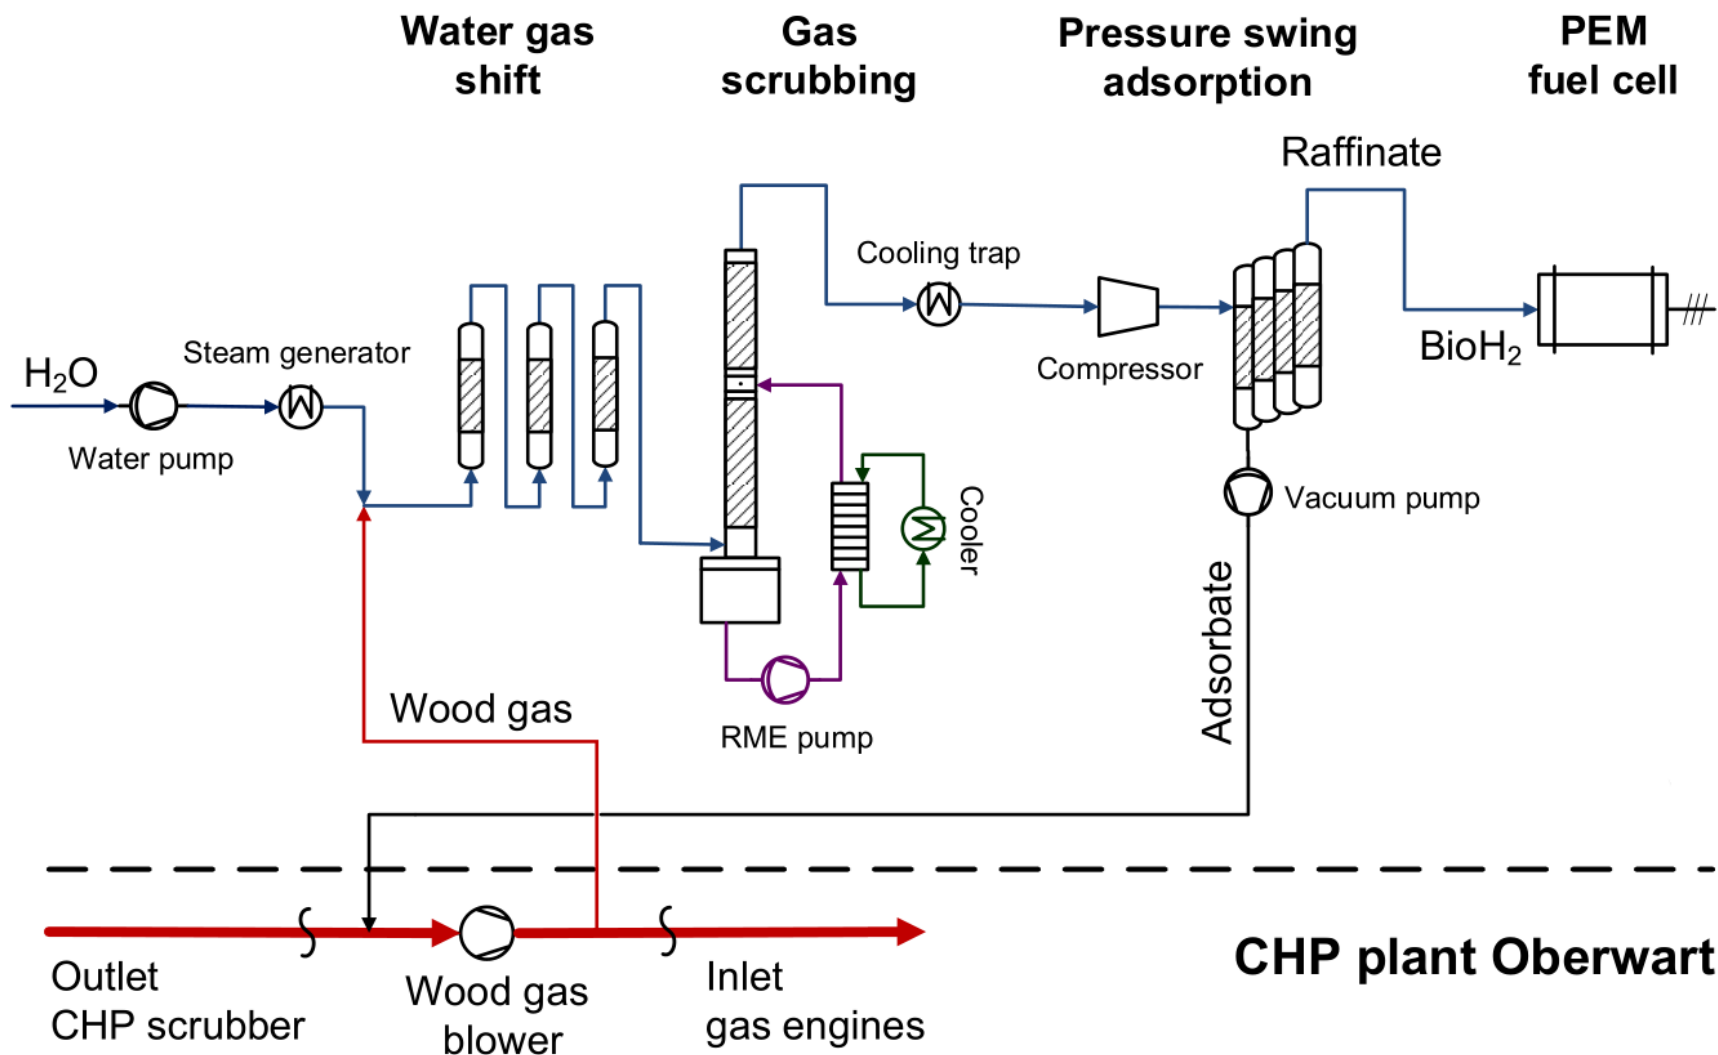 Water gas
shift
Gas
scrubbing
Pressure swing
adsorption
PEM
fuel cell
Raffinate
Cooling trap
Steam generator
H₂O
Water pump
Compressor
BioH₂
Cooler
Vacuum pump
Adsorbate
Wood gas
RME pump
Outlet
CHP scrubber
Wood gas
blower
Inlet
gas engines
CHP plant Oberwart